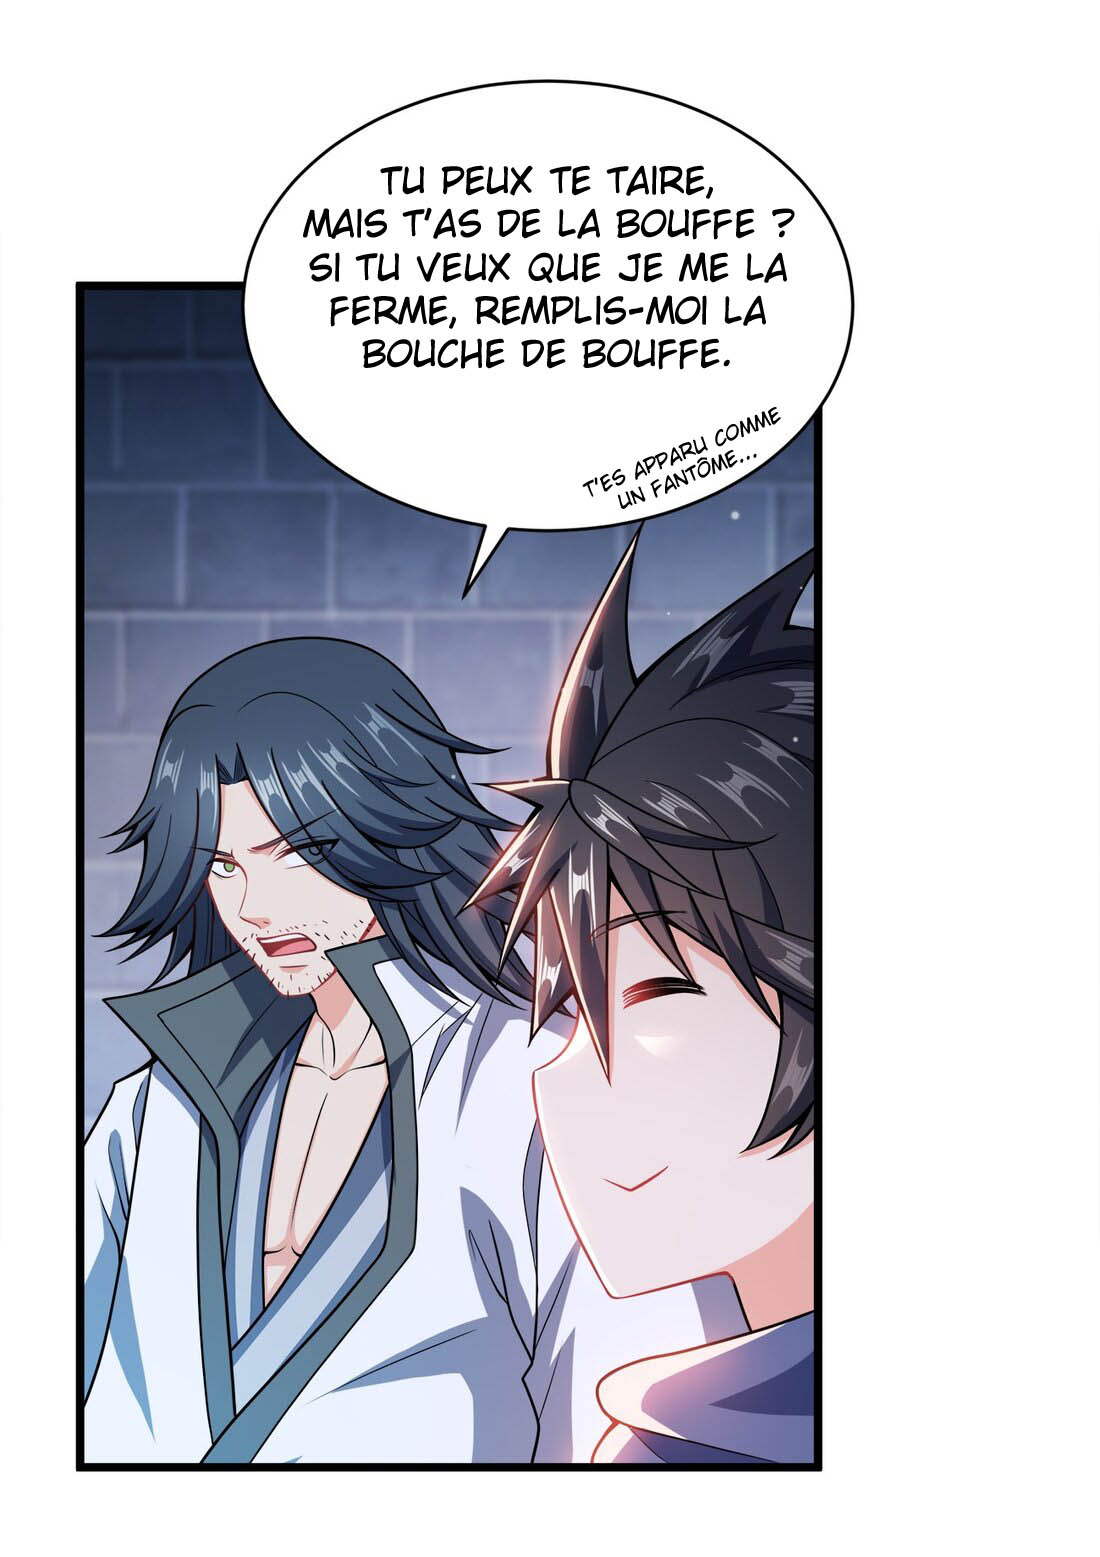 TU PEUX TE TAIRE,
MAIS T'AS DE LA BOUFFE ?
SI TU VEUX QUE JE ME LA
FERME, REMPLIS-MOI LA
BOUCHE DE BOUFFE.
T'ES APPARU COMME
UN FANTÔME...